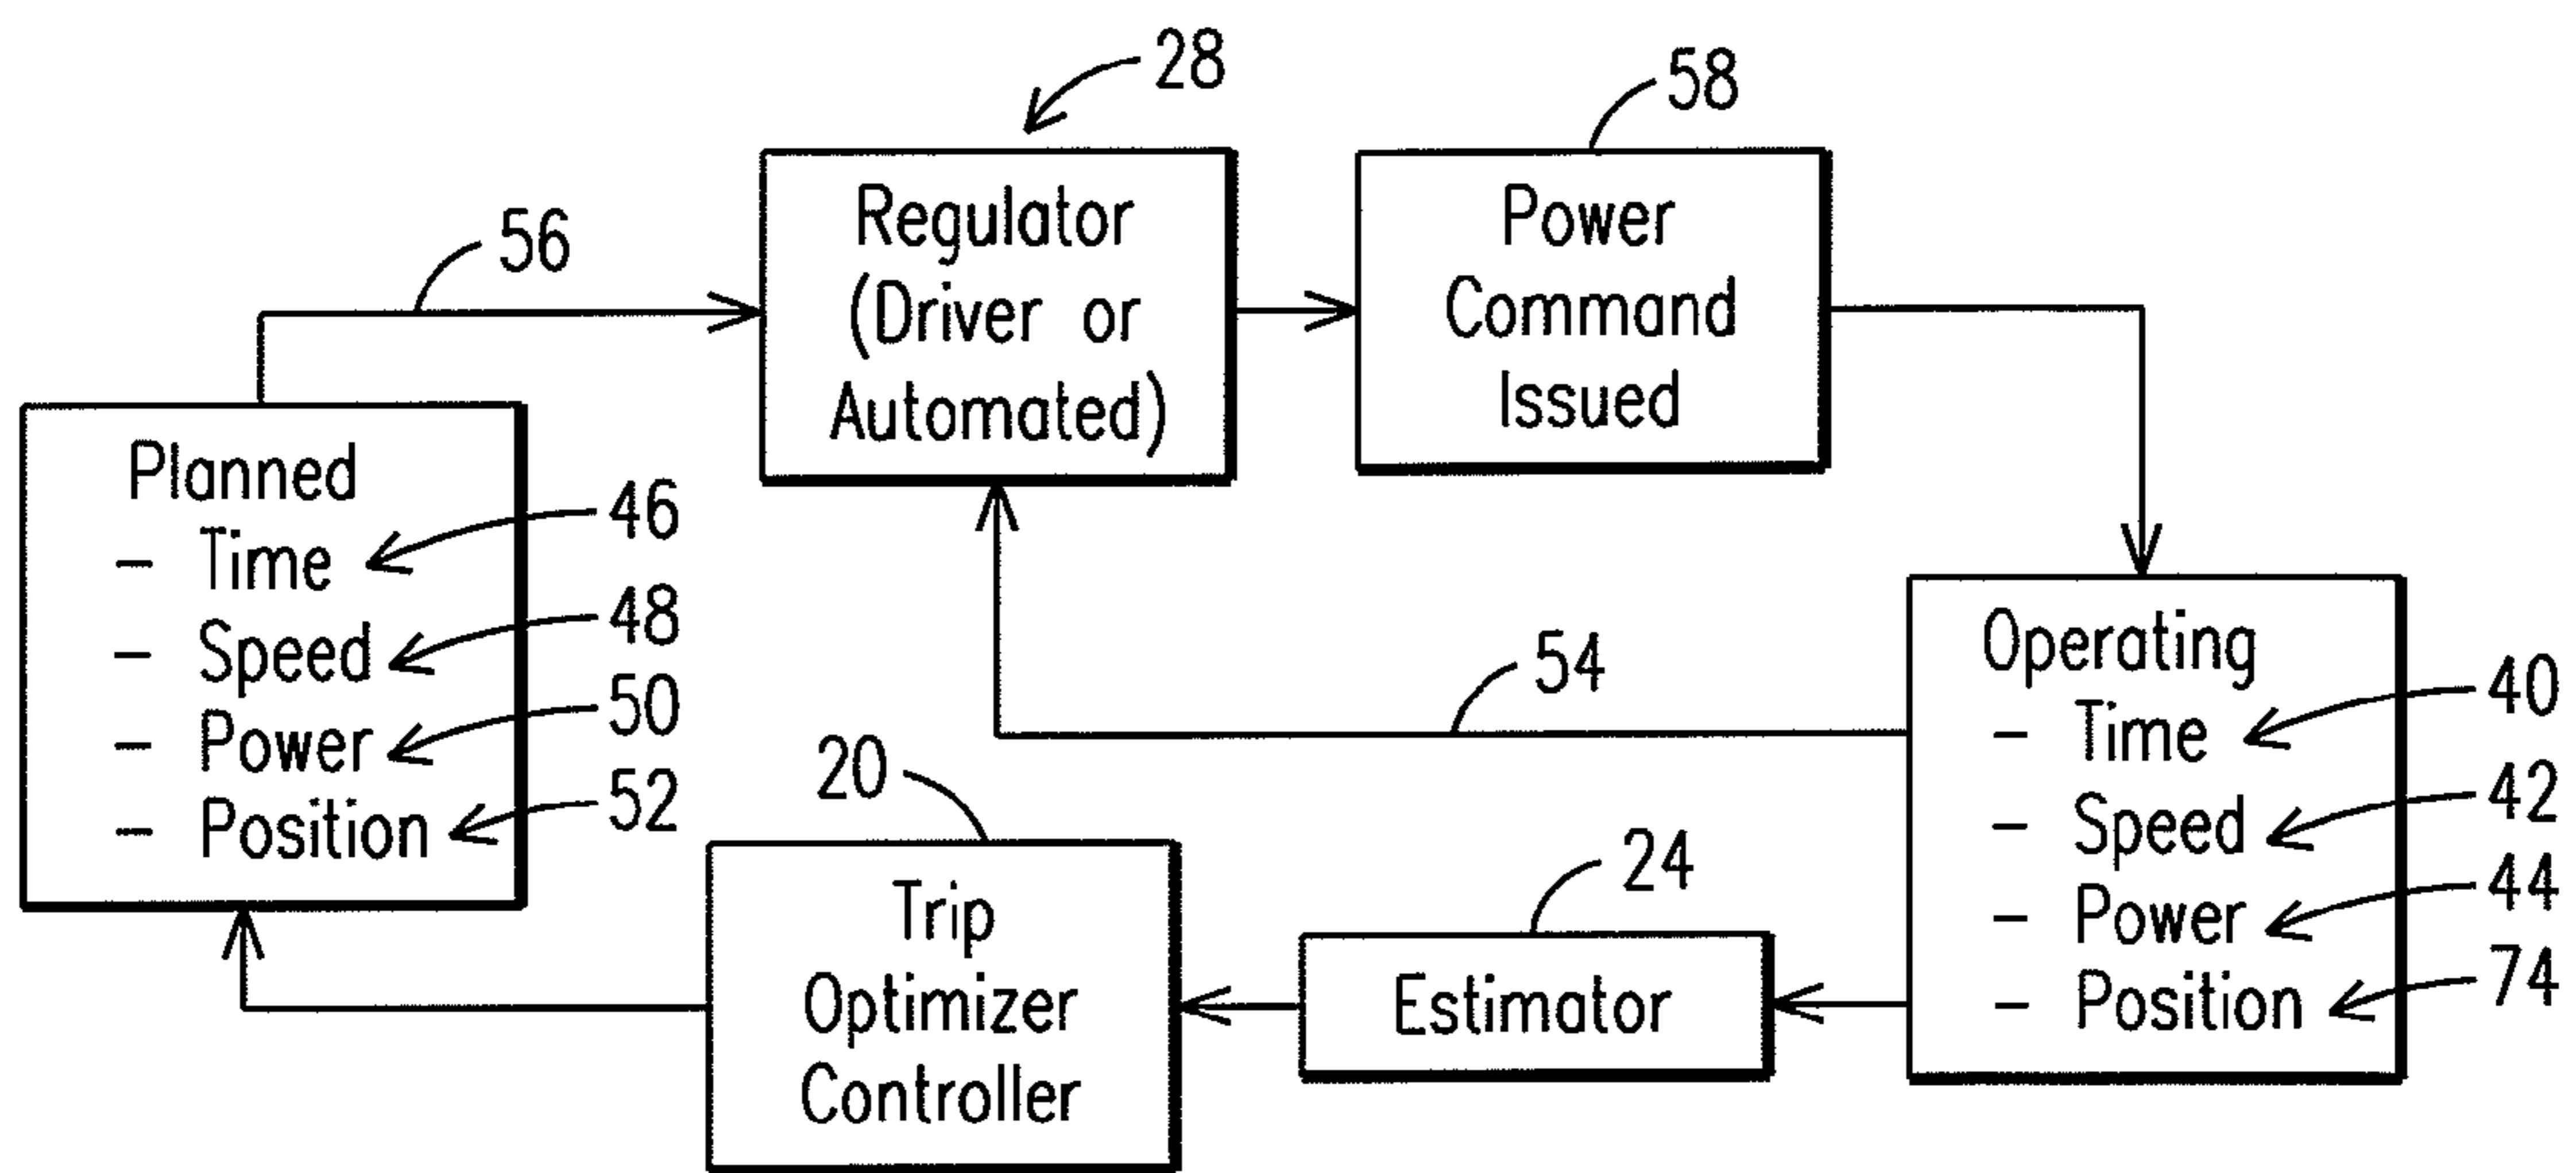 28
58
56
Regulator
(Driver or
Automated)
Power
Command
Issued
Planned
- Time
46
- Speed
48
- Power
50
- Position
52
54
Operating
- Time
40
- Speed
42
- Power
44
- Position
74
20
Trip
Optimizer
Controller
24
Estimator